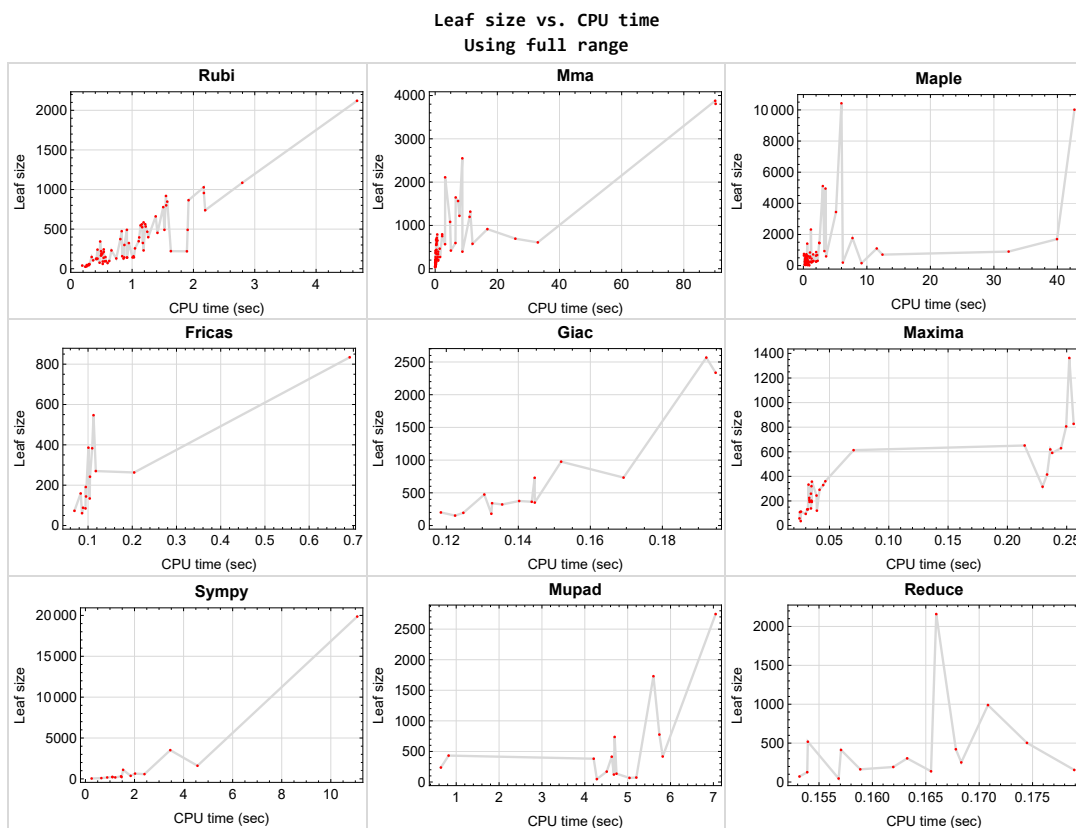 Leaf size vs. CPU time
Using full range
Rubi
Leaf size
2000
1500
1000
500
0
0 1 2 3 4
CPU time (sec)
Mma
Leaf size
4000
3000
2000
1000
0
0 20 40 60 80
CPU time (sec)
Maple
Leaf size
10000
8000
6000
4000
2000
0
0 10 20 30 40
CPU time (sec)
Fricas
Leaf size
800
600
400
200
0
0.1 0.2 0.3 0.4 0.5 0.6 0.7
CPU time (sec)
Giac
Leaf size
2500
2000
1500
1000
500
0
0.12 0.14 0.16 0.18
CPU time (sec)
Maxima
Leaf size
1400
1200
1000
800
600
400
200
0
0.05 0.10 0.15 0.20 0.25
CPU time (sec)
Sympy
Leaf size
20000
15000
10000
5000
0
0 2 4 6 8 10
CPU time (sec)
Mupad
Leaf size
2500
2000
1500
1000
500
0
1 2 3 4 5 6 7
CPU time (sec)
Reduce
Leaf size
2000
1500
1000
500
0
0.155 0.160 0.165 0.170 0.175
CPU time (sec)